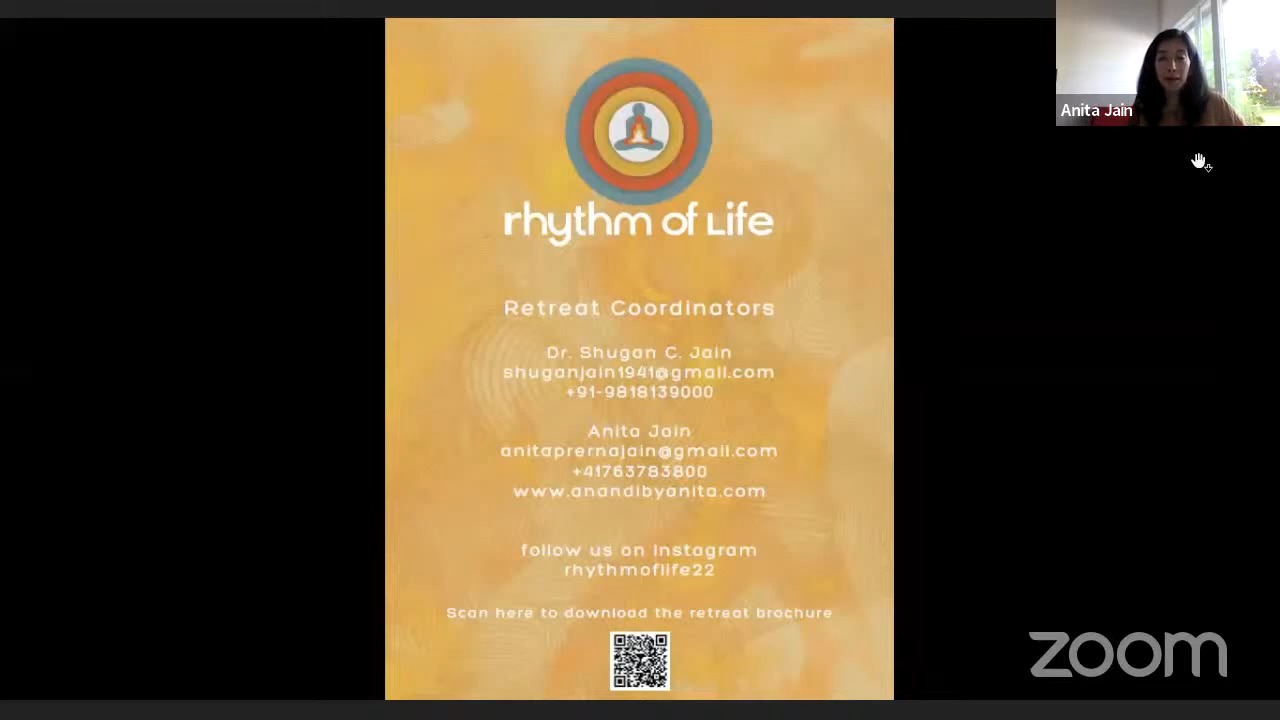 rhythm of Life
Retreat Coordinators
Dr. Shugan C. Jain
shuganjain1941@gmail.com
+91-9818139000
Anita Jain
anitaprernajain@gmail.com
+41763783800
www.anandibyanita.com
follow us on Instagram
rhythmoflife22
Scan here to download the retreat brochure
Anita Jain
zoom